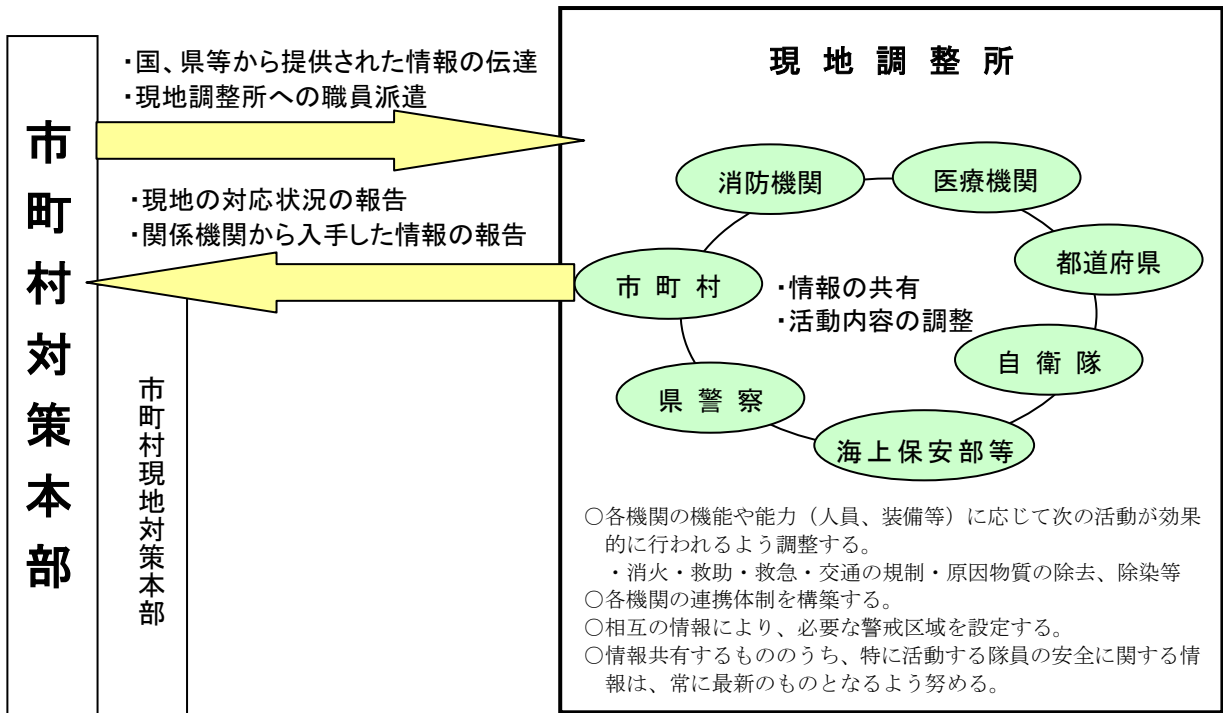 市町村対策本部
・国、県等から提供された情報の伝達
・現地調整所への職員派遣
・現地の対応状況の報告
・関係機関から入手した情報の報告
市町村現地対策本部
現地調整所
消防機関
医療機関
都道府県
市町村
・情報の共有
・活動内容の調整
自衛隊
県警察
海上保安部等
○各機関の機能や能力（人員、装備等）に応じて次の活動が効果
的に行われるよう調整する。
・消火・救助・救急・交通の規制・原因物質の除去、除染等
○各機関の連携体制を構築する。
○相互の情報により、必要な警戒区域を設定する。
○情報共有するもののうち、特に活動する隊員の安全に関する情
報は、常に最新のものとなるよう努める。